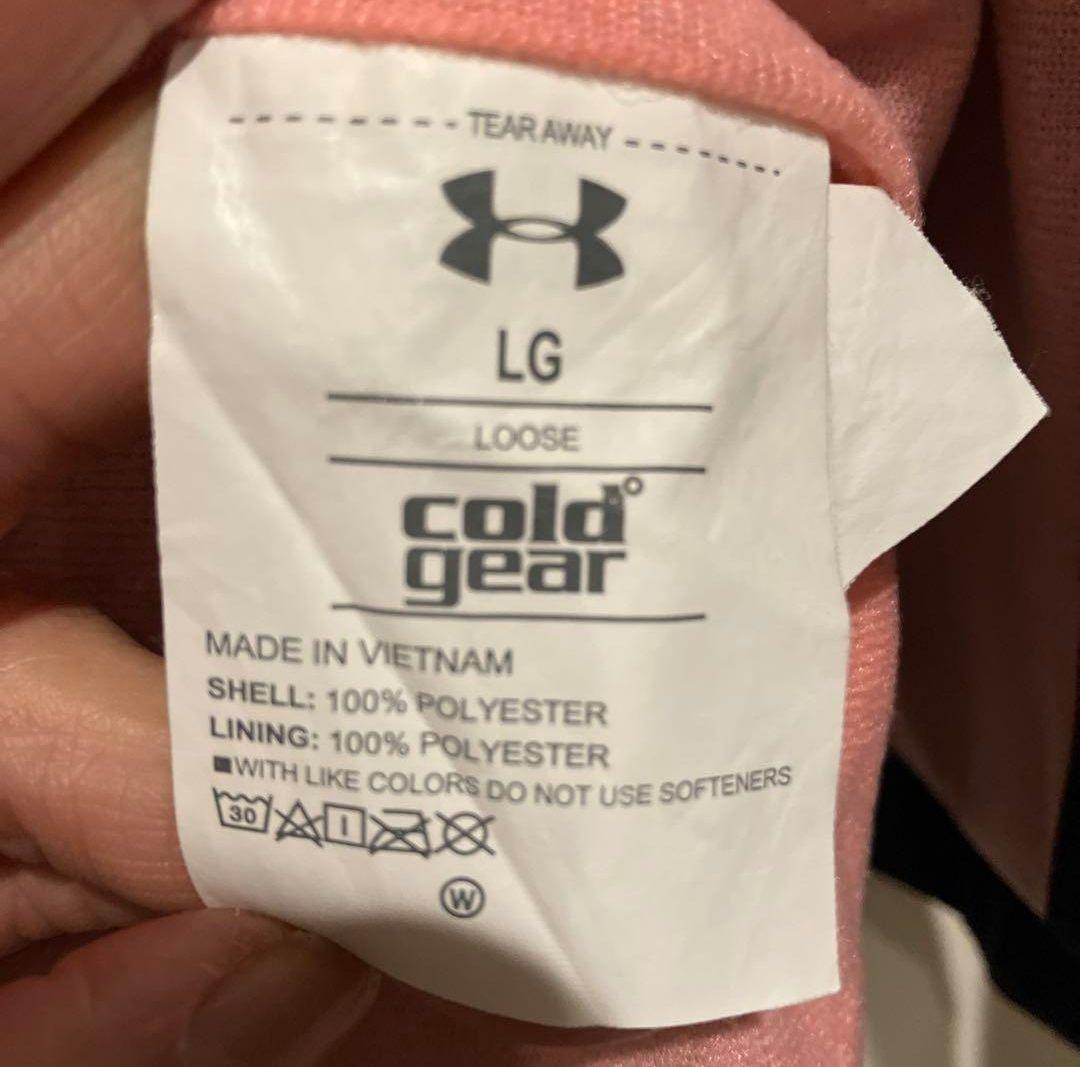 TEAR AWAY
LG
LOOSE
cold
gear
MADE IN VIETNAM
SHELL: 100% POLYESTER
LINING: 100% POLYESTER
■WITH LIKE COLORS DO NOT USE SOFTENERS
30
W